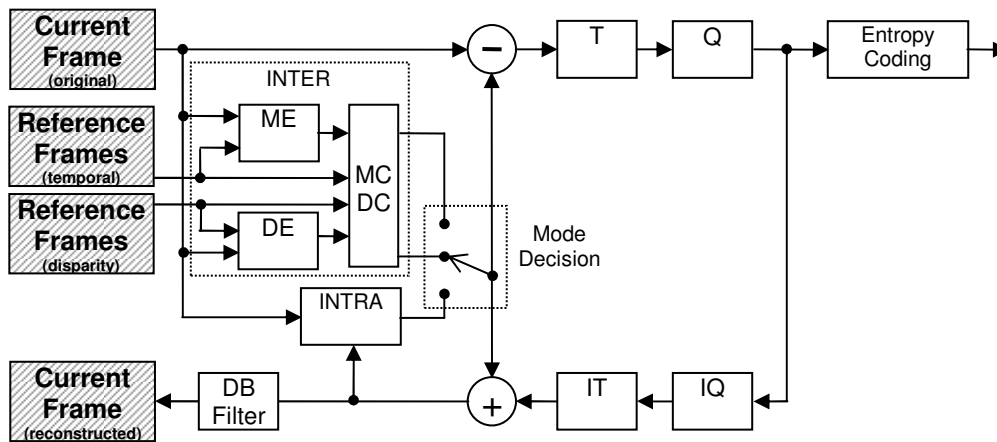 Current
Frame
(original)
−
T
Q
Entropy
Coding
INTER
Reference
Frames
(temporal)
ME
MC
DC
Reference
Frames
(disparity)
DE
Mode
Decision
INTRA
Current
Frame
(reconstructed)
DB
Filter
+
IT
IQ